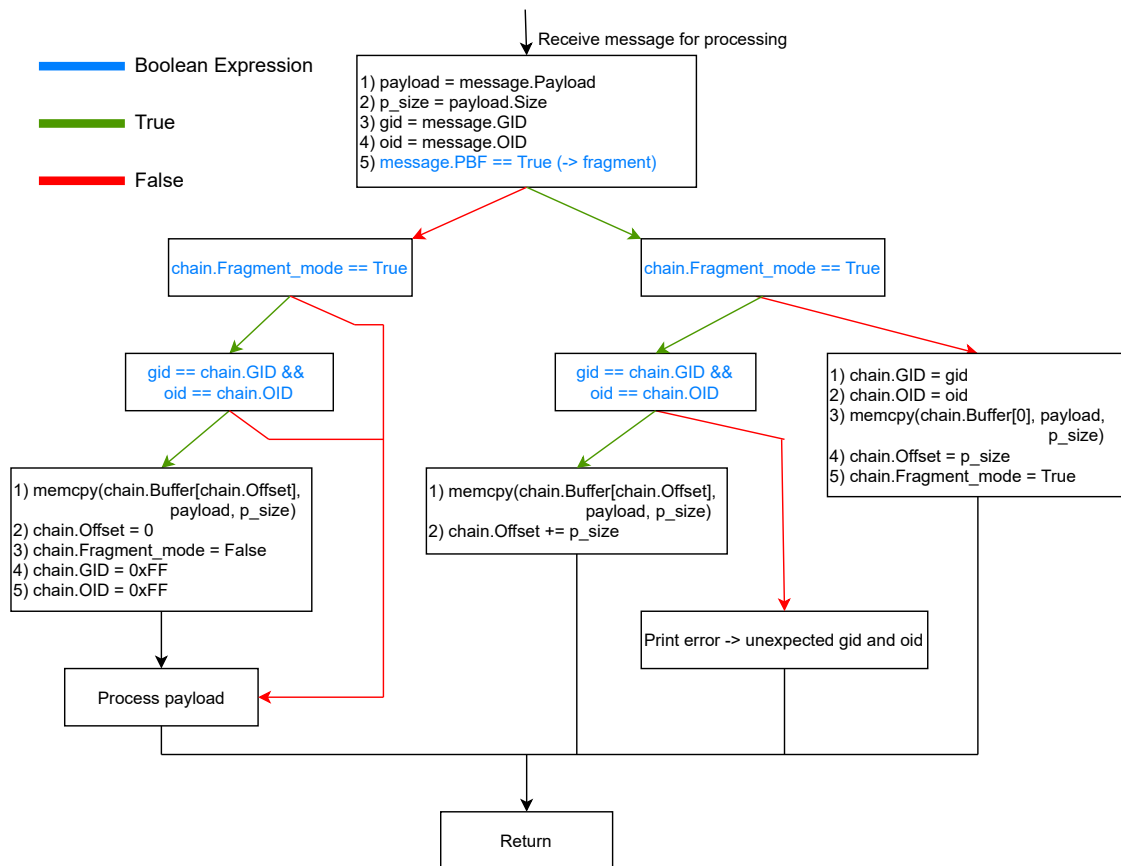 Receive message for processing
Boolean Expression
True
False
1) payload = message.Payload
2) p_size = payload.Size
3) gid = message.GID
4) oid = message.OID
5) message.PBF == True (-> fragment)
chain.Fragment_mode == True
chain.Fragment_mode == True
gid == chain.GID &&
oid == chain.OID
gid == chain.GID &&
oid == chain.OID
1) chain.GID = gid
2) chain.OID = oid
3) memcpy(chain.Buffer[0], payload,
p_size)
4) chain.Offset = p_size
5) chain.Fragment_mode = True
1) memcpy(chain.Buffer[chain.Offset],
payload, p_size)
2) chain.Offset = 0
3) chain.Fragment_mode = False
4) chain.GID = 0xFF
5) chain.OID = 0xFF
1) memcpy(chain.Buffer[chain.Offset],
payload, p_size)
2) chain.Offset += p_size
Print error -> unexpected gid and oid
Process payload
Return